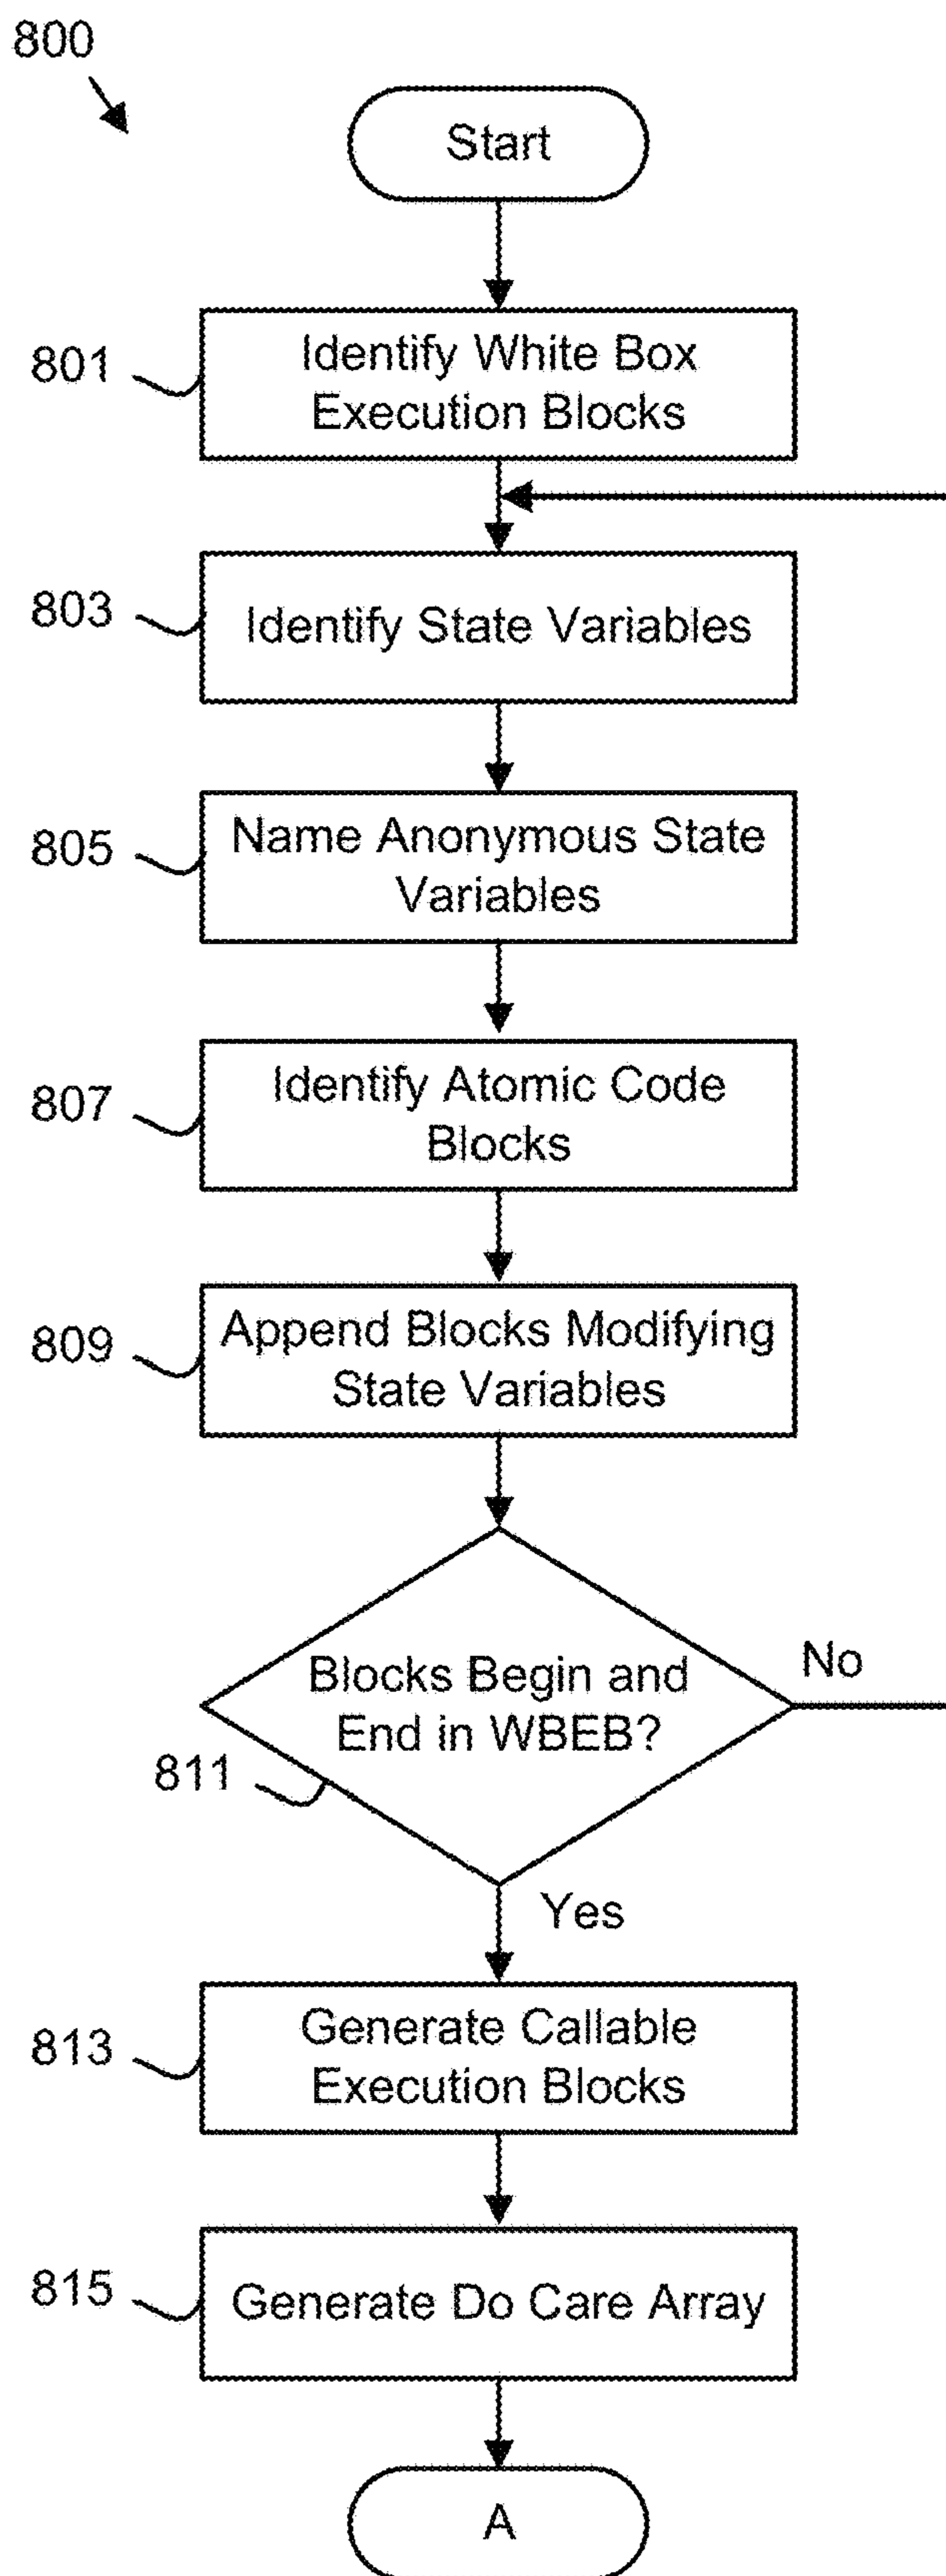 800
Start
801
Identify White Box
Execution Blocks
803
Identify State Variables
805
Name Anonymous State
Variables
807
Identify Atomic Code
Blocks
809
Append Blocks Modifying
State Variables
Blocks Begin and
End in WBEB?
No
811
Yes
813
Generate Callable
Execution Blocks
815
Generate Do Care Array
A